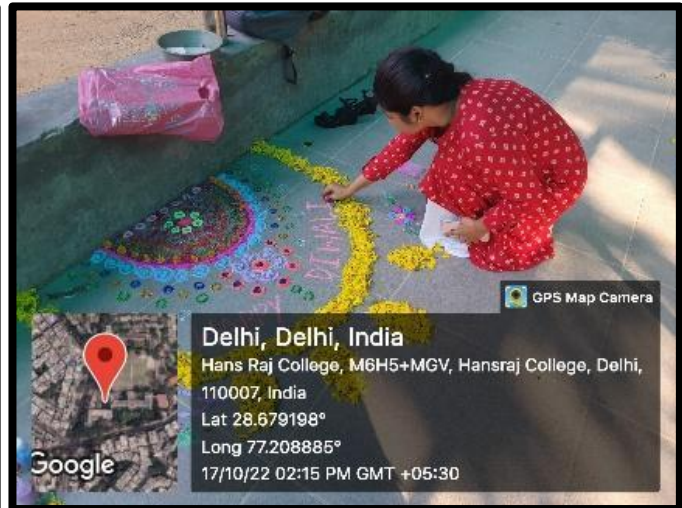 DIWALI
GPS Map Camera
Delhi, Delhi, India
Hans Raj College, M6H5+MGV, Hansraj College, Delhi,
110007, India
Lat 28.679198°
Long 77.208885°
17/10/22 02:15 PM GMT +05:30
Google